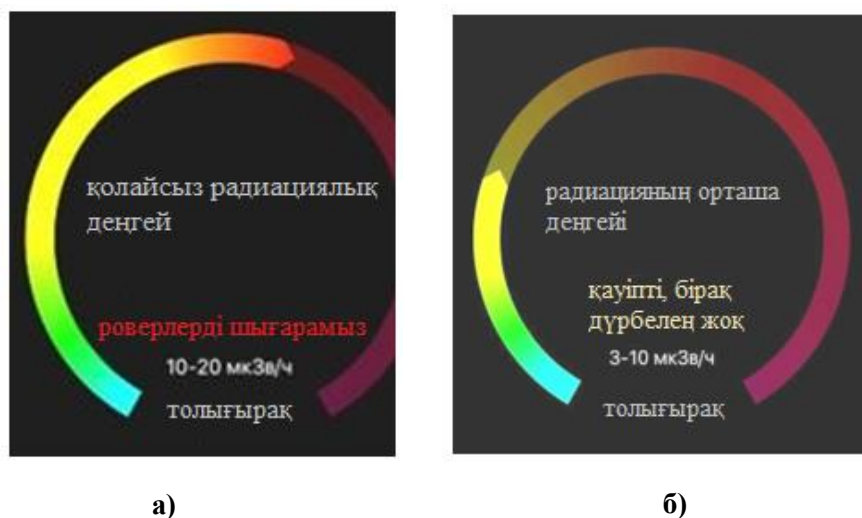 қолайсыз радиациялық
деңгей
роверлерді шығарамыз
10-20 мкЗв/ч
толығырақ
радиацияның орташа
деңгейі
қауіпті, бірақ
дүрбелең жоқ
3-10 мкЗв/ч
толығырақ
а)
б)